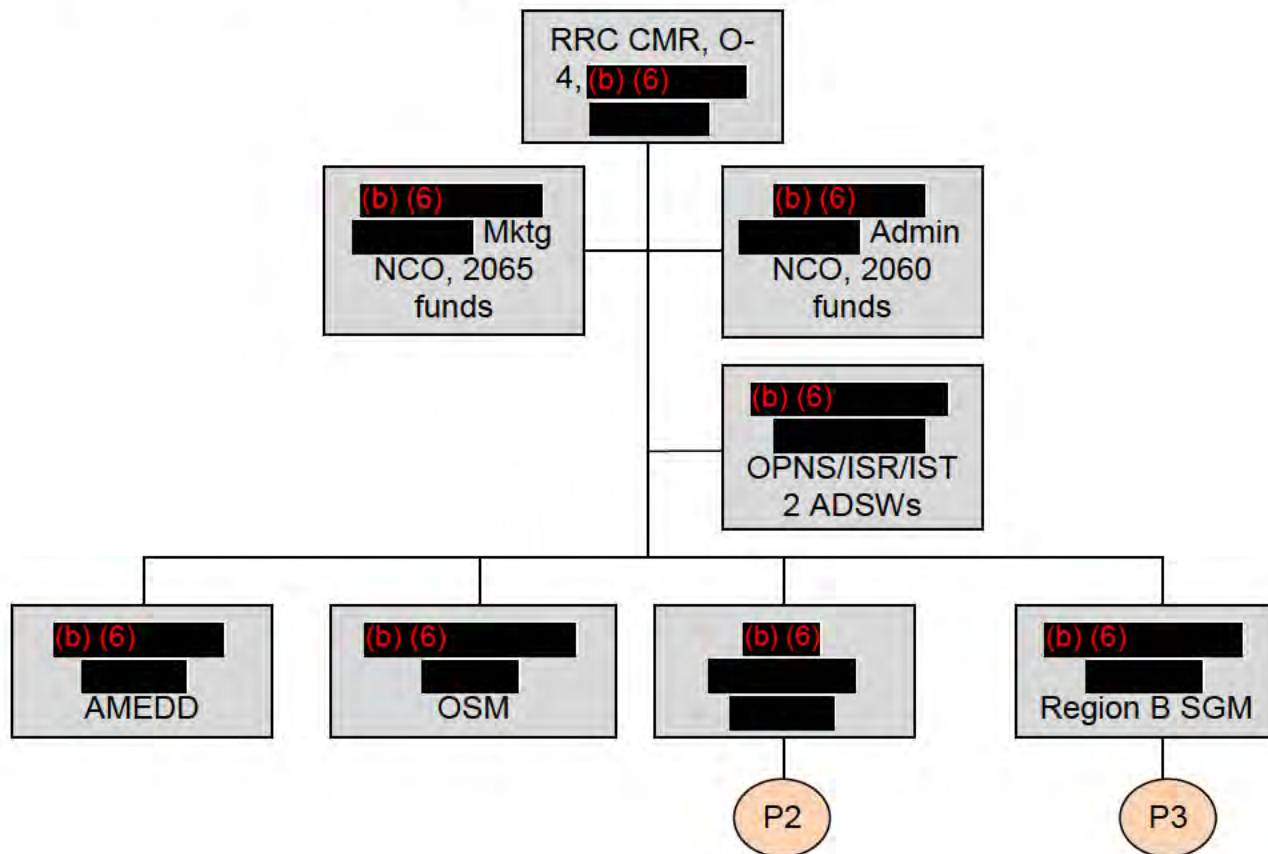 RRC CMR, O-
4, (b) (6)
(b) (6)
Mktg
NCO, 2065
funds
(b) (6)
Admin
NCO, 2060
funds
(b) (6)
OPNS/ISR/IST
2 ADSWs
(b) (6)
AMEDD
(b) (6)
OSM
(b) (6)
(b) (6)
Region B SGM
P2
P3